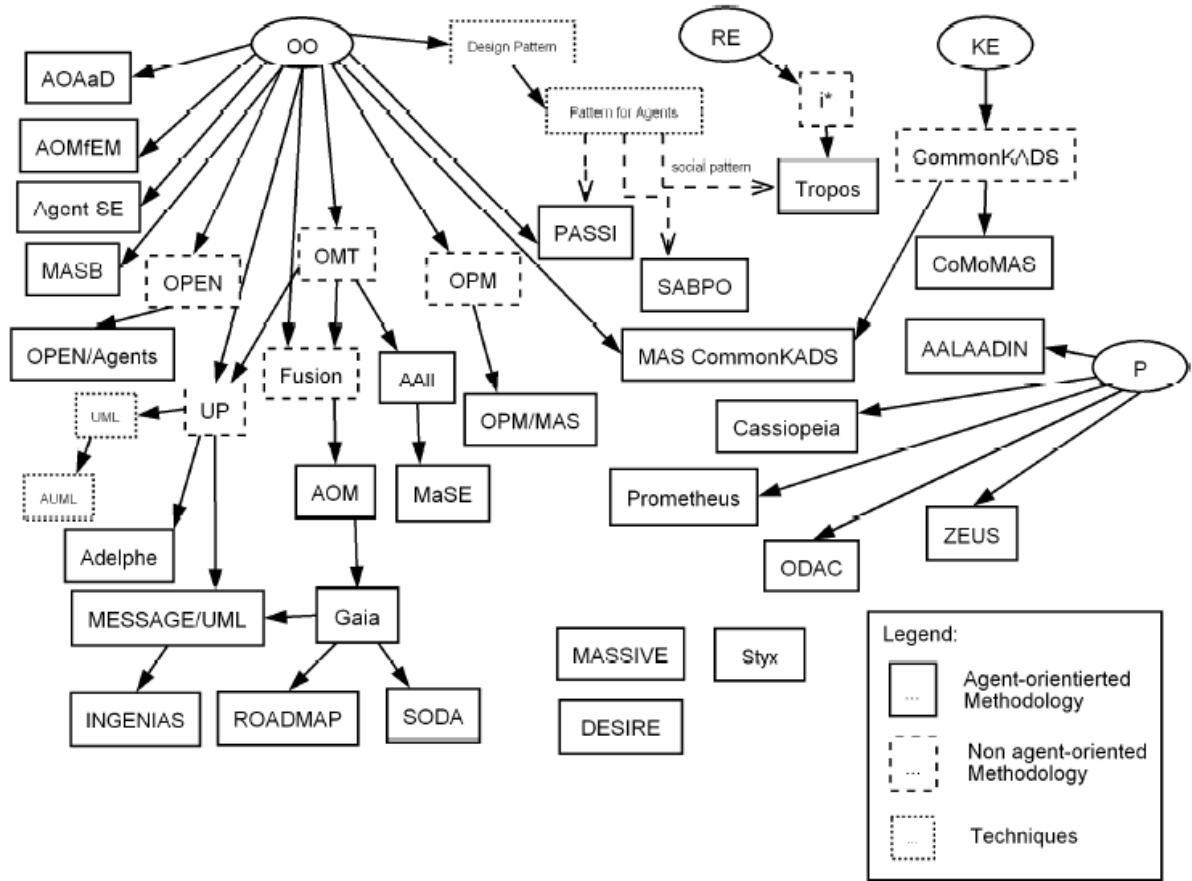 OO
RE
KE
Design Pattern
AOAaD
Pattern for Agents
i*
AOMfEM
CommonKADS
social pattern
Tropos
Agent SE
PASSI
MASB
OPEN
OMT
OPM
SABPO
CoMoMAS
OPEN/Agents
Fusion
AAII
MAS CommonKADS
AALAADIN
P
UML
UP
OPM/MAS
Cassiopeia
AUML
AOM
MaSE
Prometheus
ZEUS
Adelphe
ODAC
MESSAGE/UML
Gaia
MASSIVE
Styx
INGENIAS
ROADMAP
SODA
DESIRE
Legend:
...
Agent-orientierted
Methodology
...
Non agent-oriented
Methodology
...
Techniques